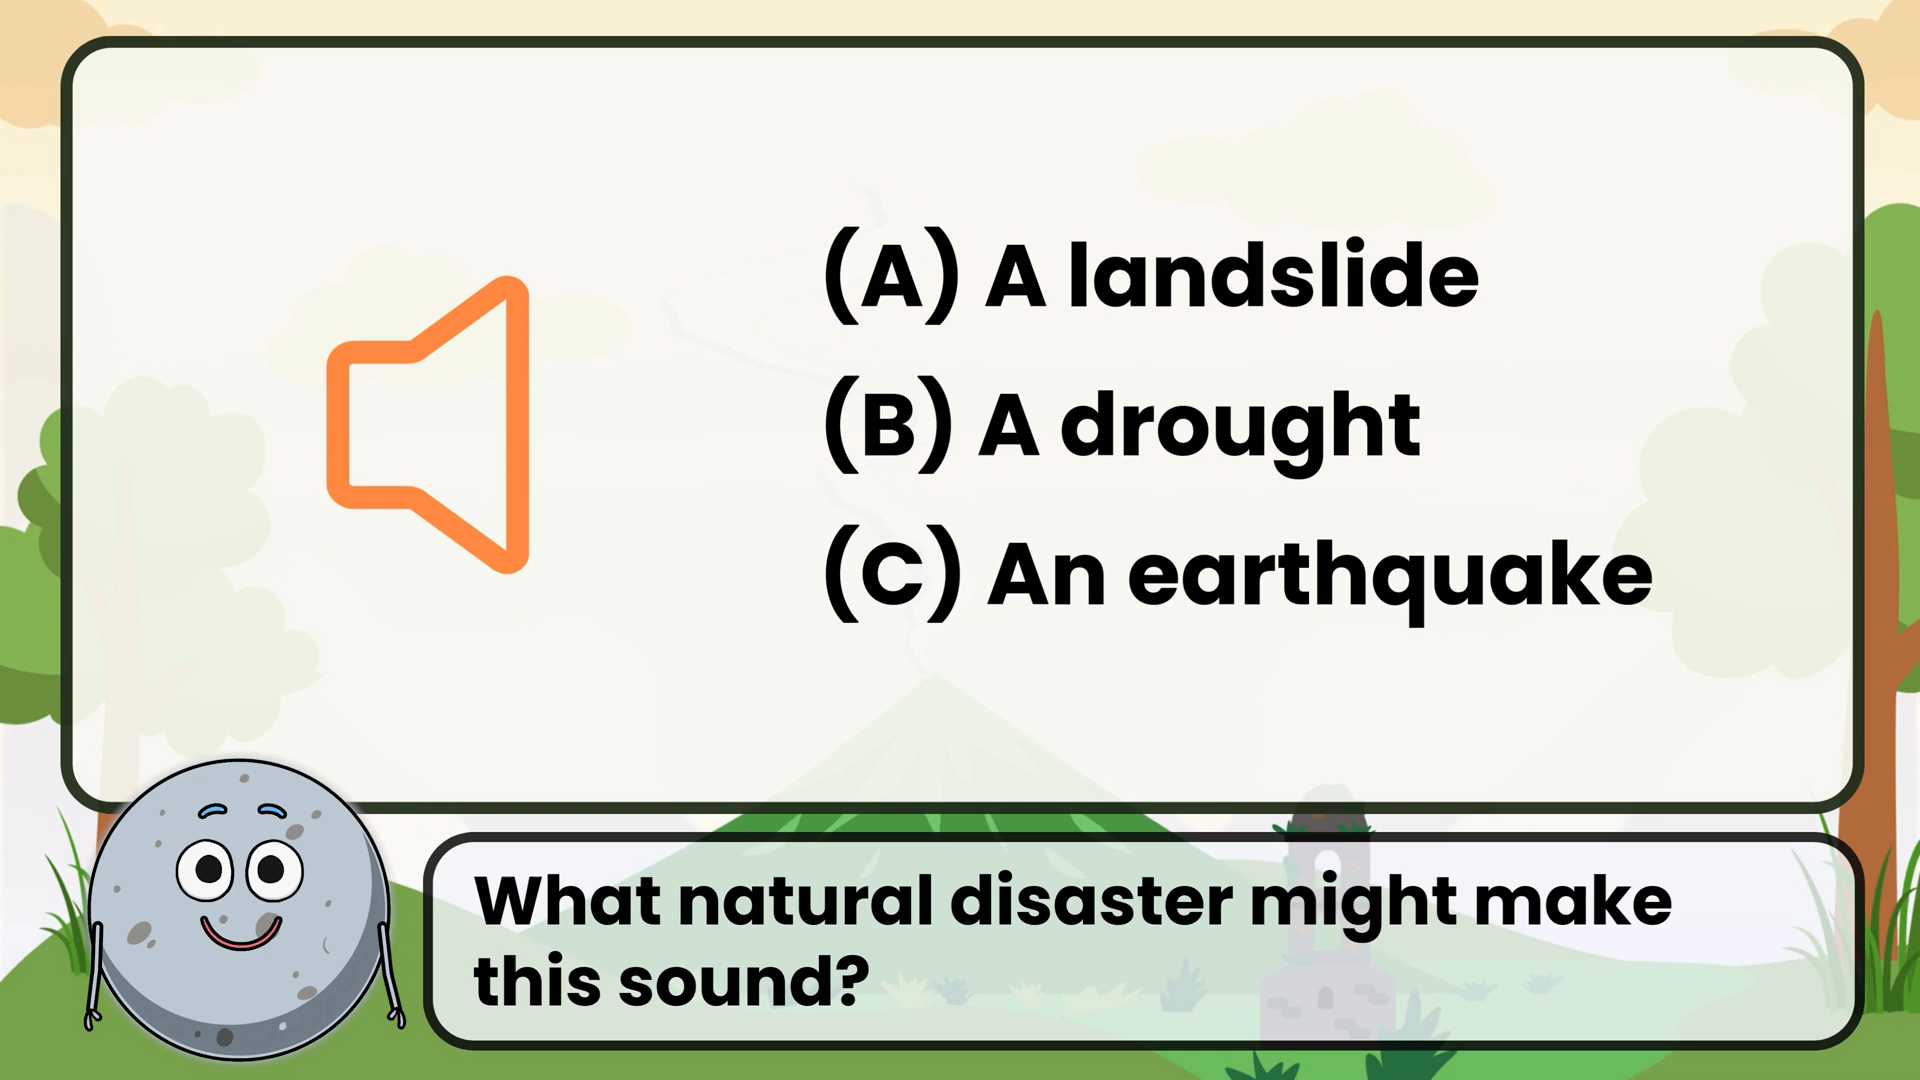 (A) A landslide
(B) A drought
(C) An earthquake
What natural disaster might make
this sound?